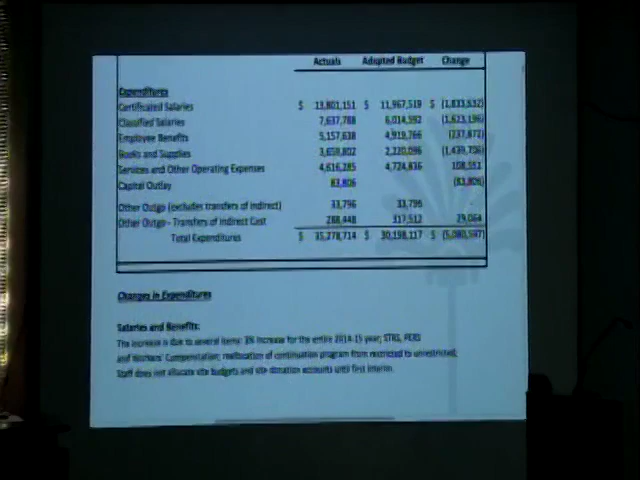 Actuals Adopted Budget Change
Expenditures
Certificated Salaries $ 13,801,151 $ 11,967,519 $ (1,833,632)
Classified Salaries 7,637,788 6,014,592 (1,623,196)
Employee Benefits 5,157,638 4,919,766 (237,872)
Books and Supplies 3,659,802 2,220,096 (1,439,706)
Services and Other Operating Expenses 4,616,285 4,724,836 108,551
Capital Outlay 83,806 (83,806)
Other Outgo (excludes transfers of indirect) 33,796 33,796
Other Outgo - Transfers of Indirect Cost 288,448 317,512 29,064
Total Expenditures $ 35,278,714 $ 30,198,117 $ (5,080,597)
Changes in Expenditures
Salaries and Benefits:
The increase is due to several items: 3% increase for the entire 2014-15 year; STRS, PERS
and Workers' Compensation; reallocation of continuation program from restricted to unrestricted;
Staff does not allocate site budgets and site donation accounts until first interim.